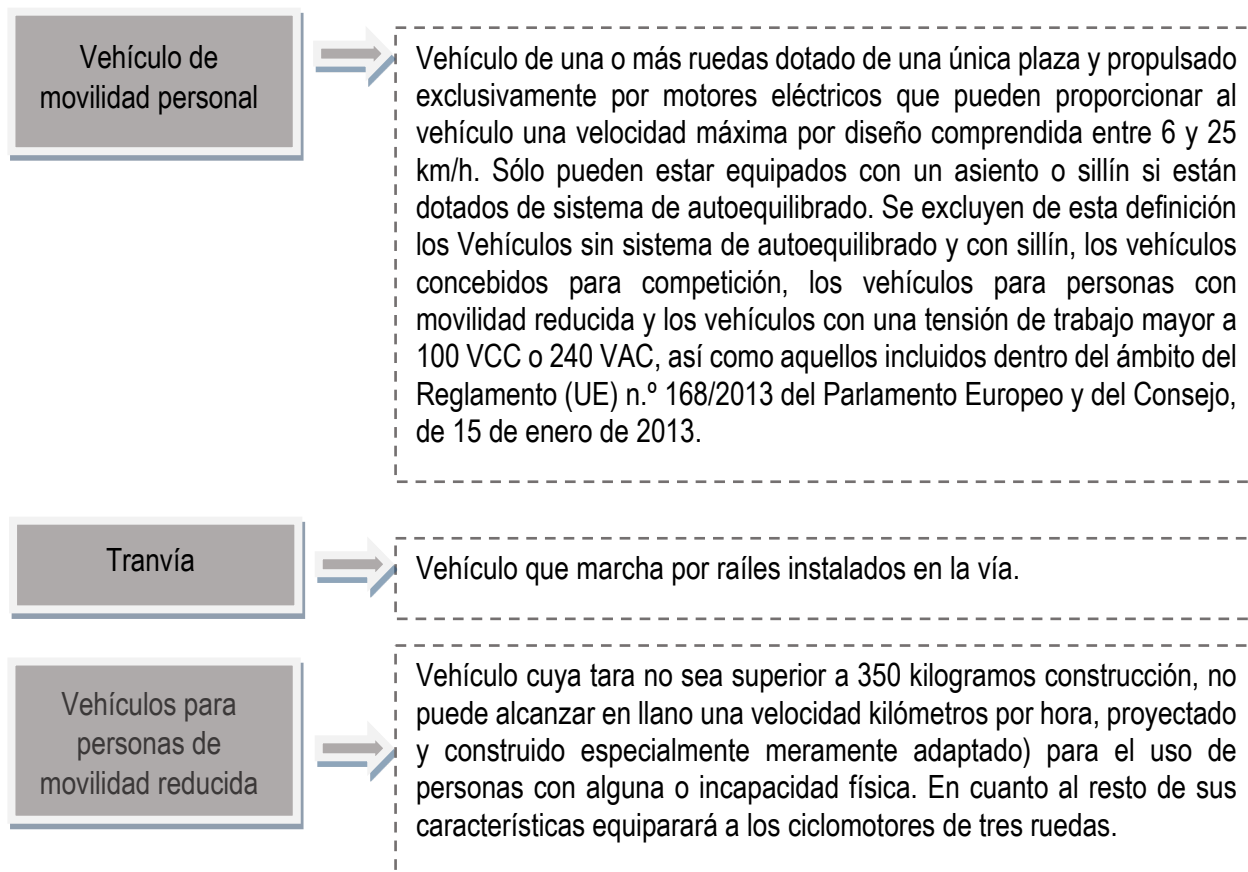 Vehículo de
movilidad personal
Vehículo de una o más ruedas dotado de una única plaza y propulsado
exclusivamente por motores eléctricos que pueden proporcionar al
vehículo una velocidad máxima por diseño comprendida entre 6 y 25
km/h. Sólo pueden estar equipados con un asiento o sillín si están
dotados de sistema de autoequilibrado. Se excluyen de esta definición
los Vehículos sin sistema de autoequilibrado y con sillín, los vehículos
concebidos para competición, los vehículos para personas con
movilidad reducida y los vehículos con una tensión de trabajo mayor a
100 VCC o 240 VAC, así como aquellos incluidos dentro del ámbito del
Reglamento (UE) n.º 168/2013 del Parlamento Europeo y del Consejo,
de 15 de enero de 2013.
Tranvía
Vehículo que marcha por raíles instalados en la vía.
Vehículos para
personas de
movilidad reducida
Vehículo cuya tara no sea superior a 350 kilogramos construcción, no
puede alcanzar en llano una velocidad kilómetros por hora, proyectado
y construido especialmente meramente adaptado) para el uso de
personas con alguna o incapacidad física. En cuanto al resto de sus
características equiparará a los ciclomotores de tres ruedas.